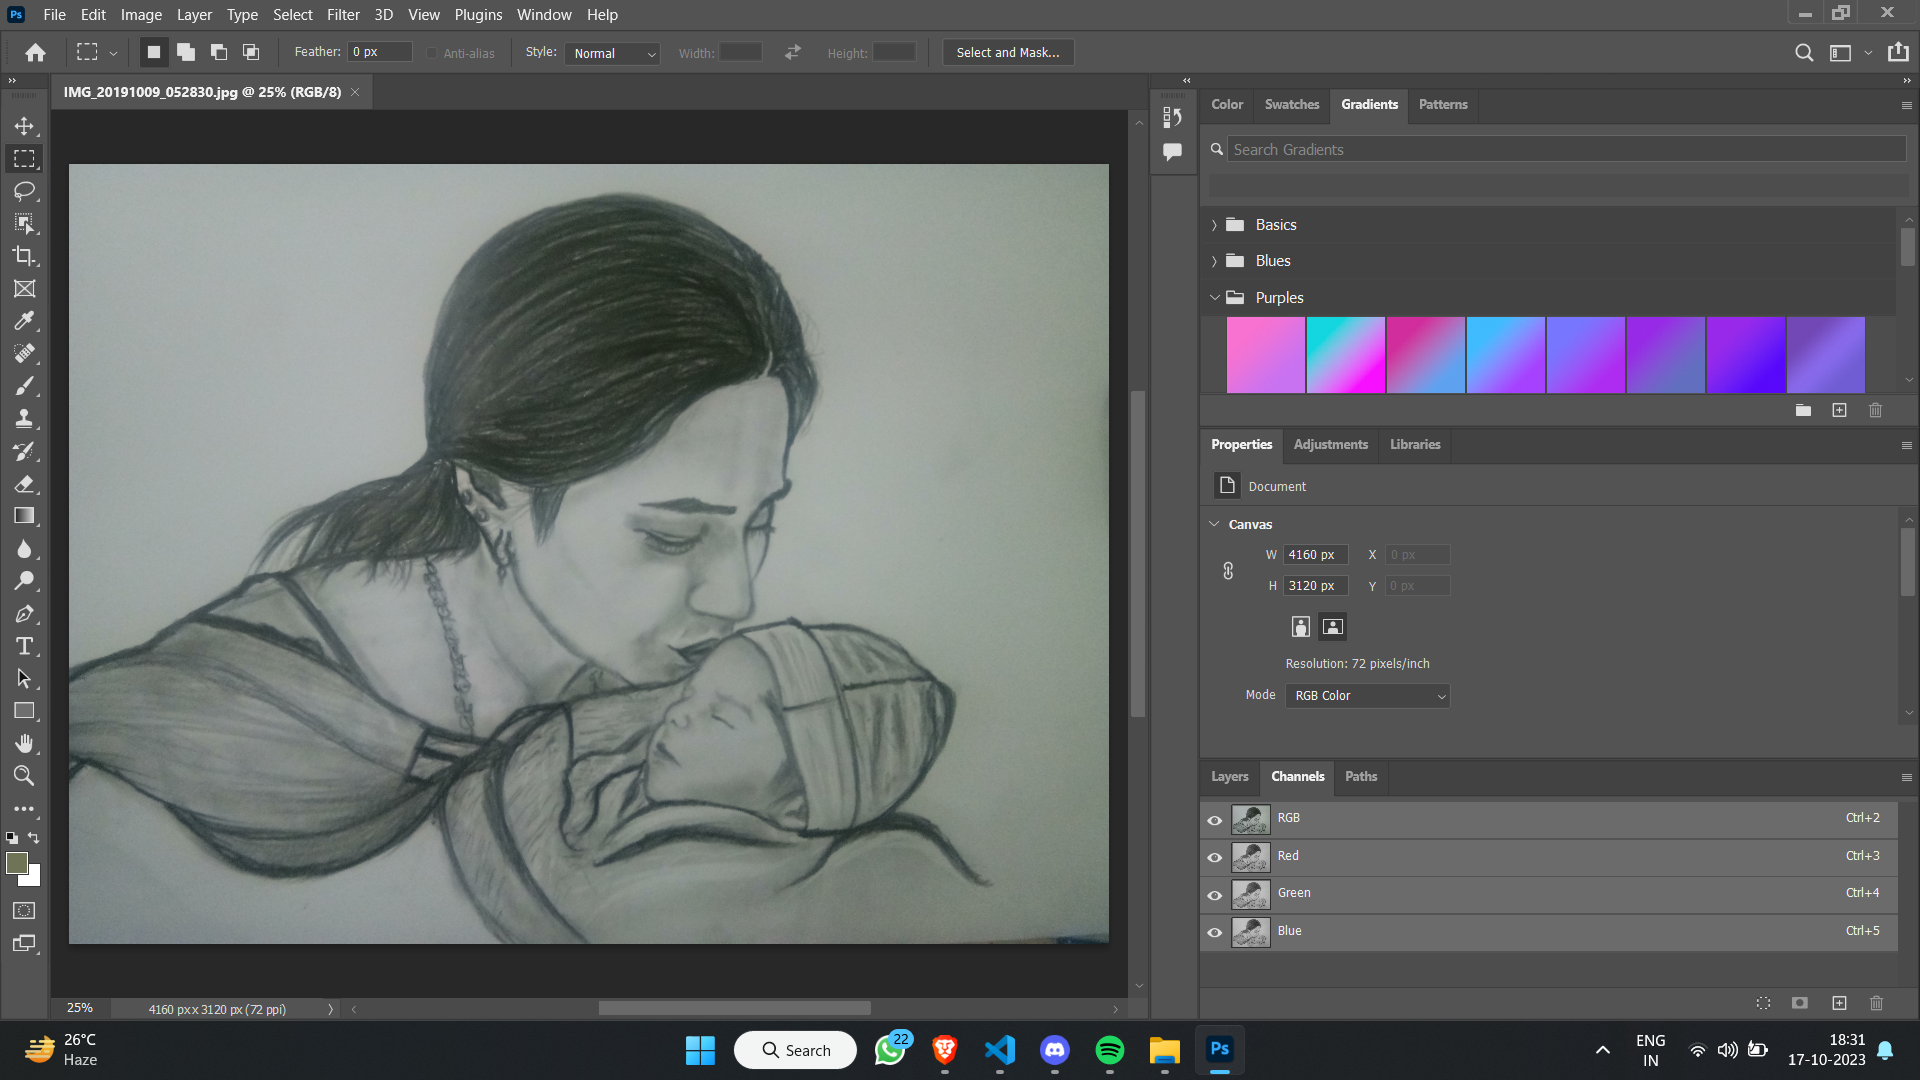 Ps File Edit Image Layer Type Select Filter 3D View Plugins Window Help
Feather: 0 px Anti-alias Style: Normal Width: Height: Select and Mask...
IMG_20191009_052830.jpg @ 25% (RGB/8)
Color Swatches Gradients Patterns
Search Gradients
Basics
Blues
Purples
Properties Adjustments Libraries
Document
Canvas
W 4160 px X 0 px
H 3120 px Y 0 px
Resolution: 72 pixels/inch
Mode RGB Color
Layers Channels Paths
RGB Ctrl+2
Red Ctrl+3
Green Ctrl+4
Blue Ctrl+5
25% 4160 px x 3120 px (72 ppi)
26°C
Haze
Search
22
Ps
ENG
IN
18:31
17-10-2023